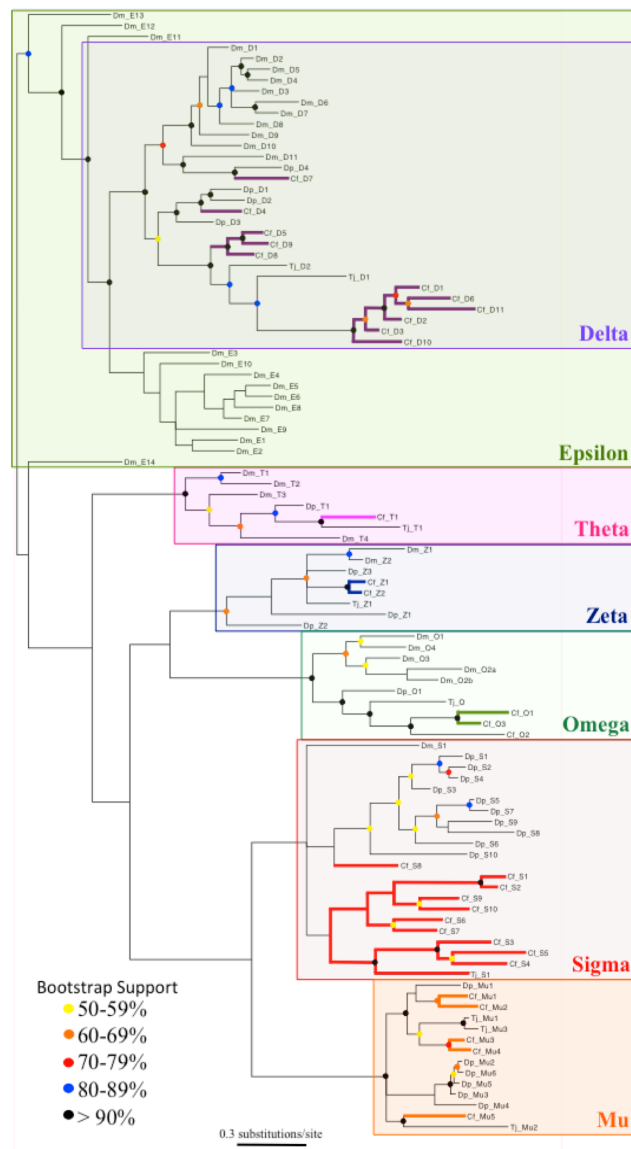 Dm_E13
Dm_E12
Dm_E11
Dm_D1
Dm_D2
Dm_D5
Dm_D4
Dm_D3
Dm_D6
Dm_D7
Dm_D8
Dm_D9
Dm_D10
Dm_D11
Dp_D4
Cf_D7
Dp_D1
Dp_D2
Cf_D4
Dp_D3
Cf_D5
Cf_D9
Cf_D8
Tj_D2
Tj_D1
Cf_D1
Cf_D6
Cf_D11
Cf_D2
Cf_D3
Cf_D10
Delta
Dm_E3
Dm_E10
Dm_E4
Dm_E5
Dm_E6
Dm_E8
Dm_E7
Dm_E9
Dm_E1
Dm_E2
Epsilon
Dm_E14
Dm_T1
Dm_T2
Dm_T3
Dp_T1
Cf_T1
Tj_T1
Dm_T4
Theta
Dm_Z1
Dm_Z2
Dp_Z3
Cf_Z1
Cf_Z2
Tj_Z1
Dp_Z1
Dp_Z2
Zeta
Dm_O1
Dm_O4
Dm_O3
Dm_O2a
Dm_O2b
Dp_O1
Tj_O
Cf_O1
Cf_O3
Cf_O2
Omega
Dm_S1
Dp_S1
Dp_S2
Dp_S4
Dp_S3
Dp_S5
Dp_S7
Dp_S9
Dp_S8
Dp_S6
Dp_S10
Cf_S8
Cf_S1
Cf_S2
Cf_S9
Cf_S10
Cf_S6
Cf_S7
Cf_S3
Cf_S5
Cf_S4
Tj_S1
Sigma
Dp_Mu1
Cf_Mu1
Cf_Mu2
Tj_Mu1
Tj_Mu3
Cf_Mu3
Cf_Mu4
Dp_Mu2
Dp_Mu6
Dp_Mu5
Dp_Mu3
Dp_Mu4
Cf_Mu5
Tj_Mu2
Mu
Bootstrap Support
50-59%
60-69%
70-79%
80-89%
> 90%
0.3 substitutions/site